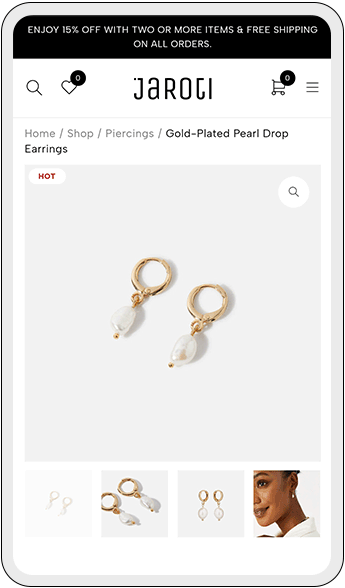 ENJOY 15% OFF WITH TWO OR MORE ITEMS & FREE SHIPPING
ON ALL ORDERS.
0
JAROTI
0
Home / Shop / Piercings / Gold-Plated Pearl Drop
Earrings
HOT